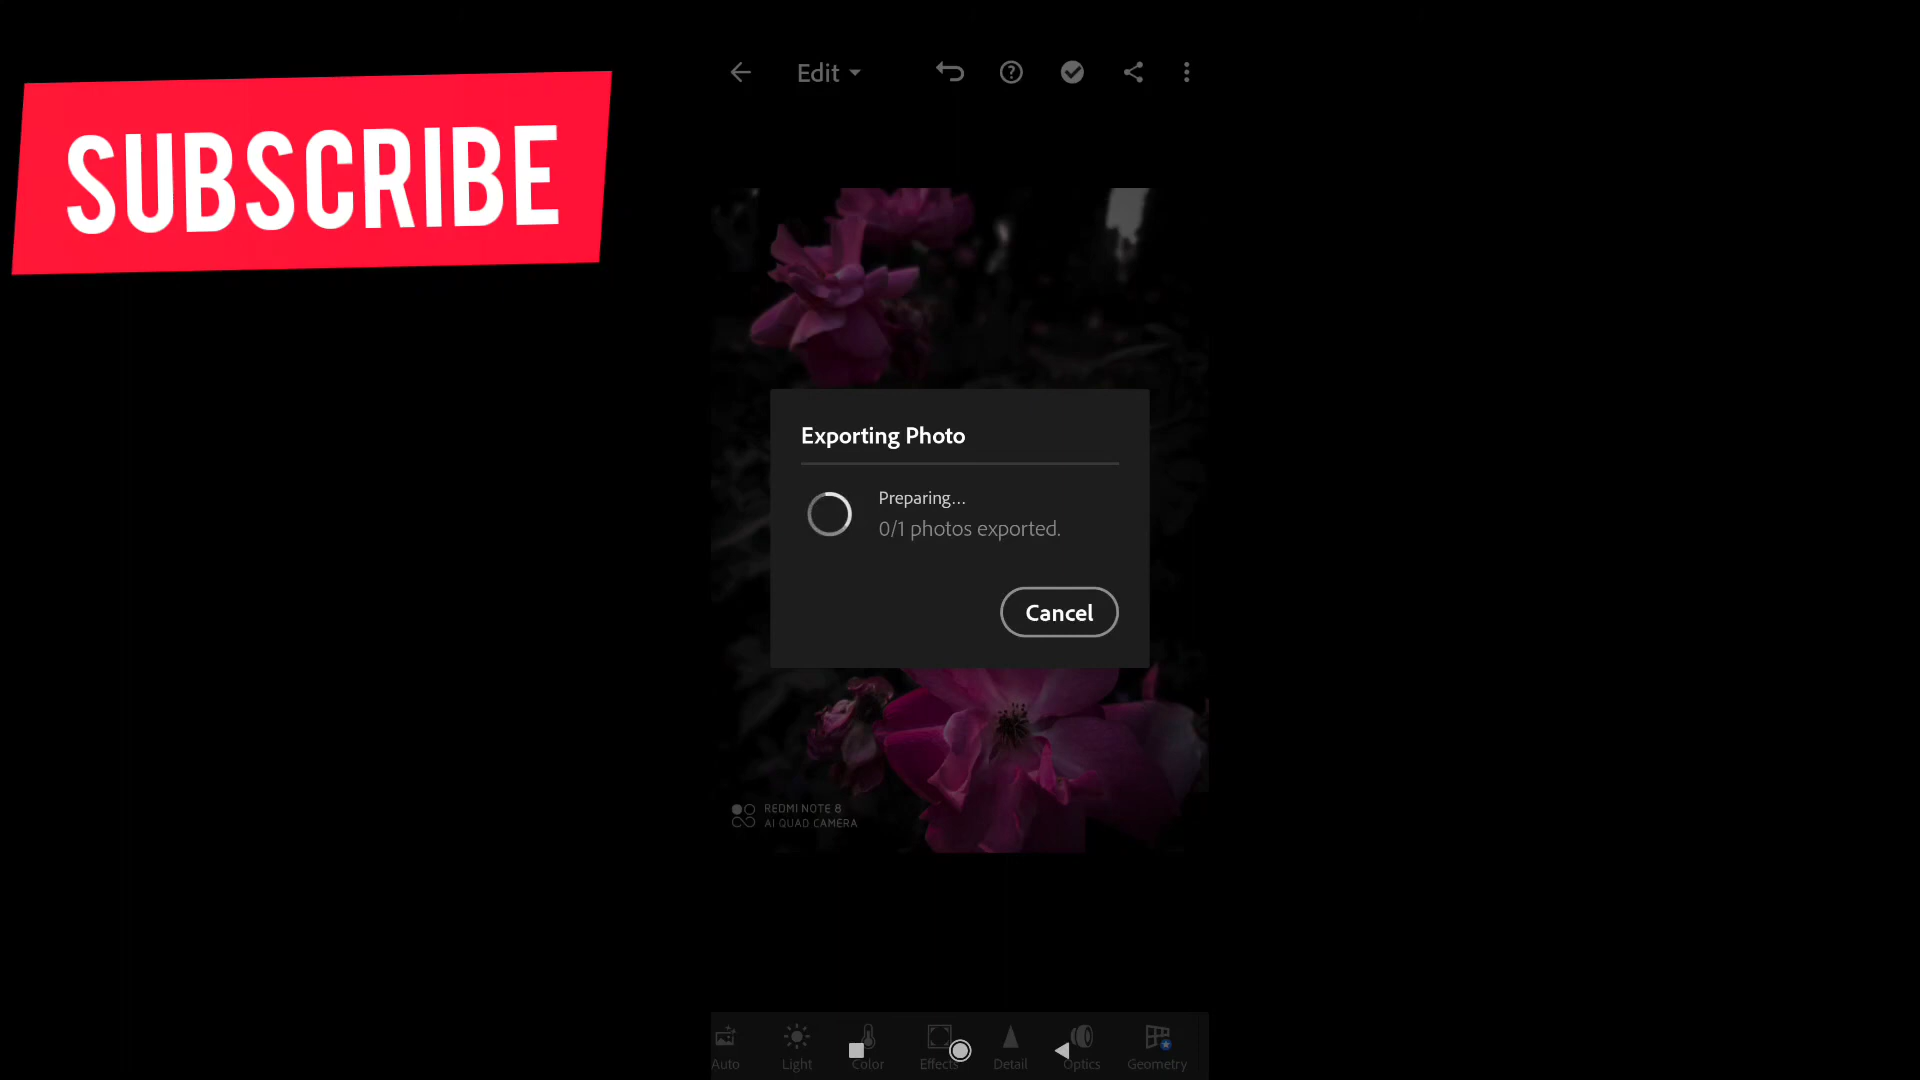 SUBSCRIBE
Edit
Exporting Photo
Preparing...
0/1 photos exported.
Cancel
REDMI NOTE 8
AI QUAD CAMERA
Auto Light Color Effects Detail Optics Geometry